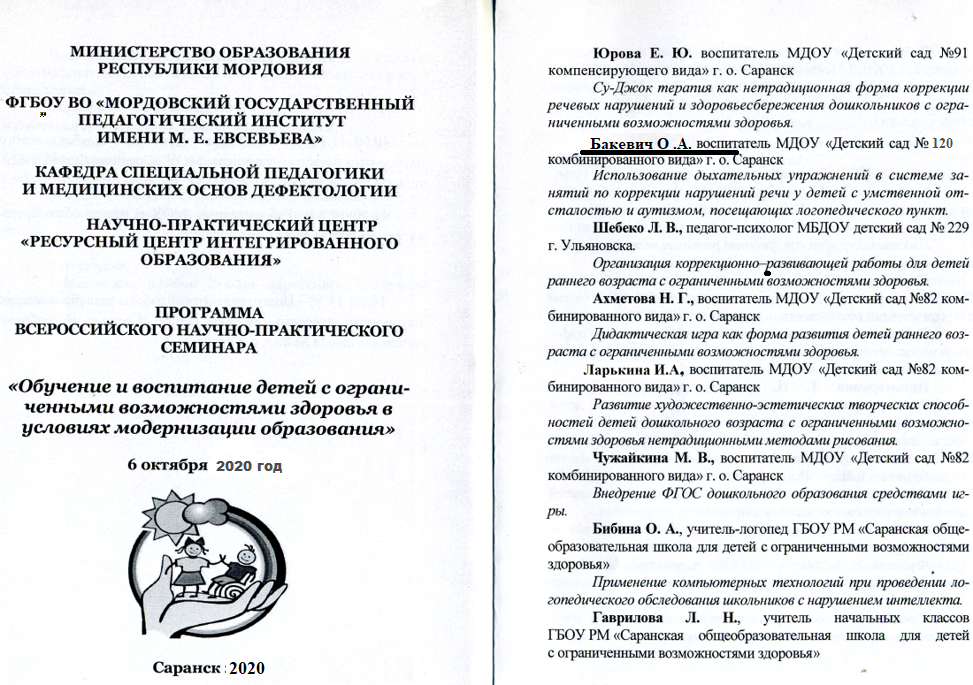 МИНИСТЕРСТВО ОБРАЗОВАНИЯ
РЕСПУБЛИКИ МОРДОВИЯ
ФГБОУ ВО «МОРДОВСКИЙ ГОСУДАРСТВЕННЫЙ
ПЕДАГОГИЧЕСКИЙ ИНСТИТУТ
ИМЕНИ М. Е. ЕВСЕВЬЕВА»
КАФЕДРА СПЕЦИАЛЬНОЙ ПЕДАГОГИКИ
И МЕДИЦИНСКИХ ОСНОВ ДЕФЕКТОЛОГИИ
НАУЧНО-ПРАКТИЧЕСКИЙ ЦЕНТР
«РЕСУРСНЫЙ ЦЕНТР ИНТЕГРИРОВАННОГО
ОБРАЗОВАНИЯ»
ПРОГРАММА
ВСЕРОССИЙСКОГО НАУЧНО-ПРАКТИЧЕСКОГО
СЕМИНАРА
«Обучение и воспитание детей с ограни-
ченными возможностями здоровья в
условиях модернизации образования»
6 октября 2020 год
Саранск 2020
Юрова Е. Ю. воспитатель МДОУ «Детский сад №91
компенсирующего вида» г. о. Саранск
Су-Джок терапия как нетрадиционная форма коррекции
речевых нарушений и здоровьесбережения дошкольников с огра-
ниченными возможностями здоровья.
Бакевич О .А. воспитатель МДОУ «Детский сад № 120
комбинированного вида» г. о. Саранск
Использование дыхательных упражнений в системе за-
нятий по коррекции нарушений речи у детей с умственной от-
сталостью и аутизмом, посещающих логопедического пункт.
Шебеко Л. В., педагог-психолог МБДОУ детский сад № 229
г. Ульяновска.
Организация коррекционно–развивающей работы для детей
раннего возраста с ограниченными возможностями здоровья.
Ахметова Н. Г., воспитатель МДОУ «Детский сад №82 ком-
бинированного вида» г. о. Саранск
Дидактическая игра как форма развития детей раннего воз-
раста с ограниченными возможностями здоровья.
Ларькина И.А, воспитатель МДОУ «Детский сад №82 ком-
бинированного вида» г. о. Саранск
Развитие художественно-эстетических творческих способ-
ностей детей дошкольного возраста с ограниченными возможно-
стями здоровья нетрадиционными методами рисования.
Чужайкина М. В., воспитатель МДОУ «Детский сад №82
комбинированного вида» г. о. Саранск
Внедрение ФГОС дошкольного образования средствами иг-
ры.
Бибина О. А., учитель-логопед ГБОУ РМ «Саранская обще-
образовательная школа для детей с ограниченными возможностями
здоровья»
Применение компьютерных технологий при проведении ло-
гопедического обследования школьников с нарушением интеллекта.
Гаврилова Л. Н., учитель начальных классов
ГБОУ РМ «Саранская общеобразовательная школа для детей
с ограниченными возможностями здоровья»